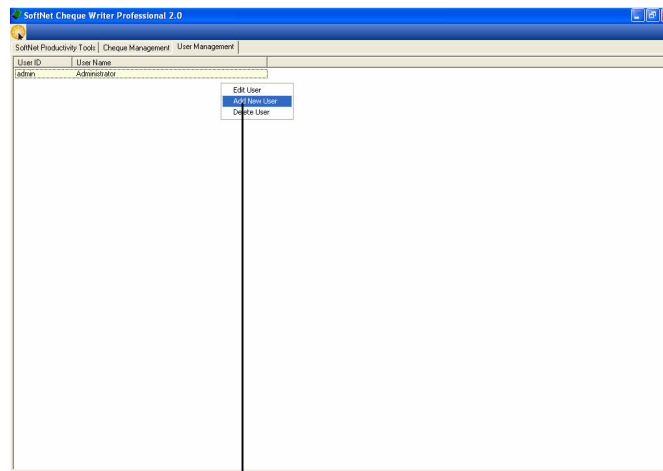 SoftNet Cheque Writer Professional 2.0
SoftNet Productivity Tools Cheque Management User Management
User ID User Name
admin Administrator
Edit User
Add New User
Delete User